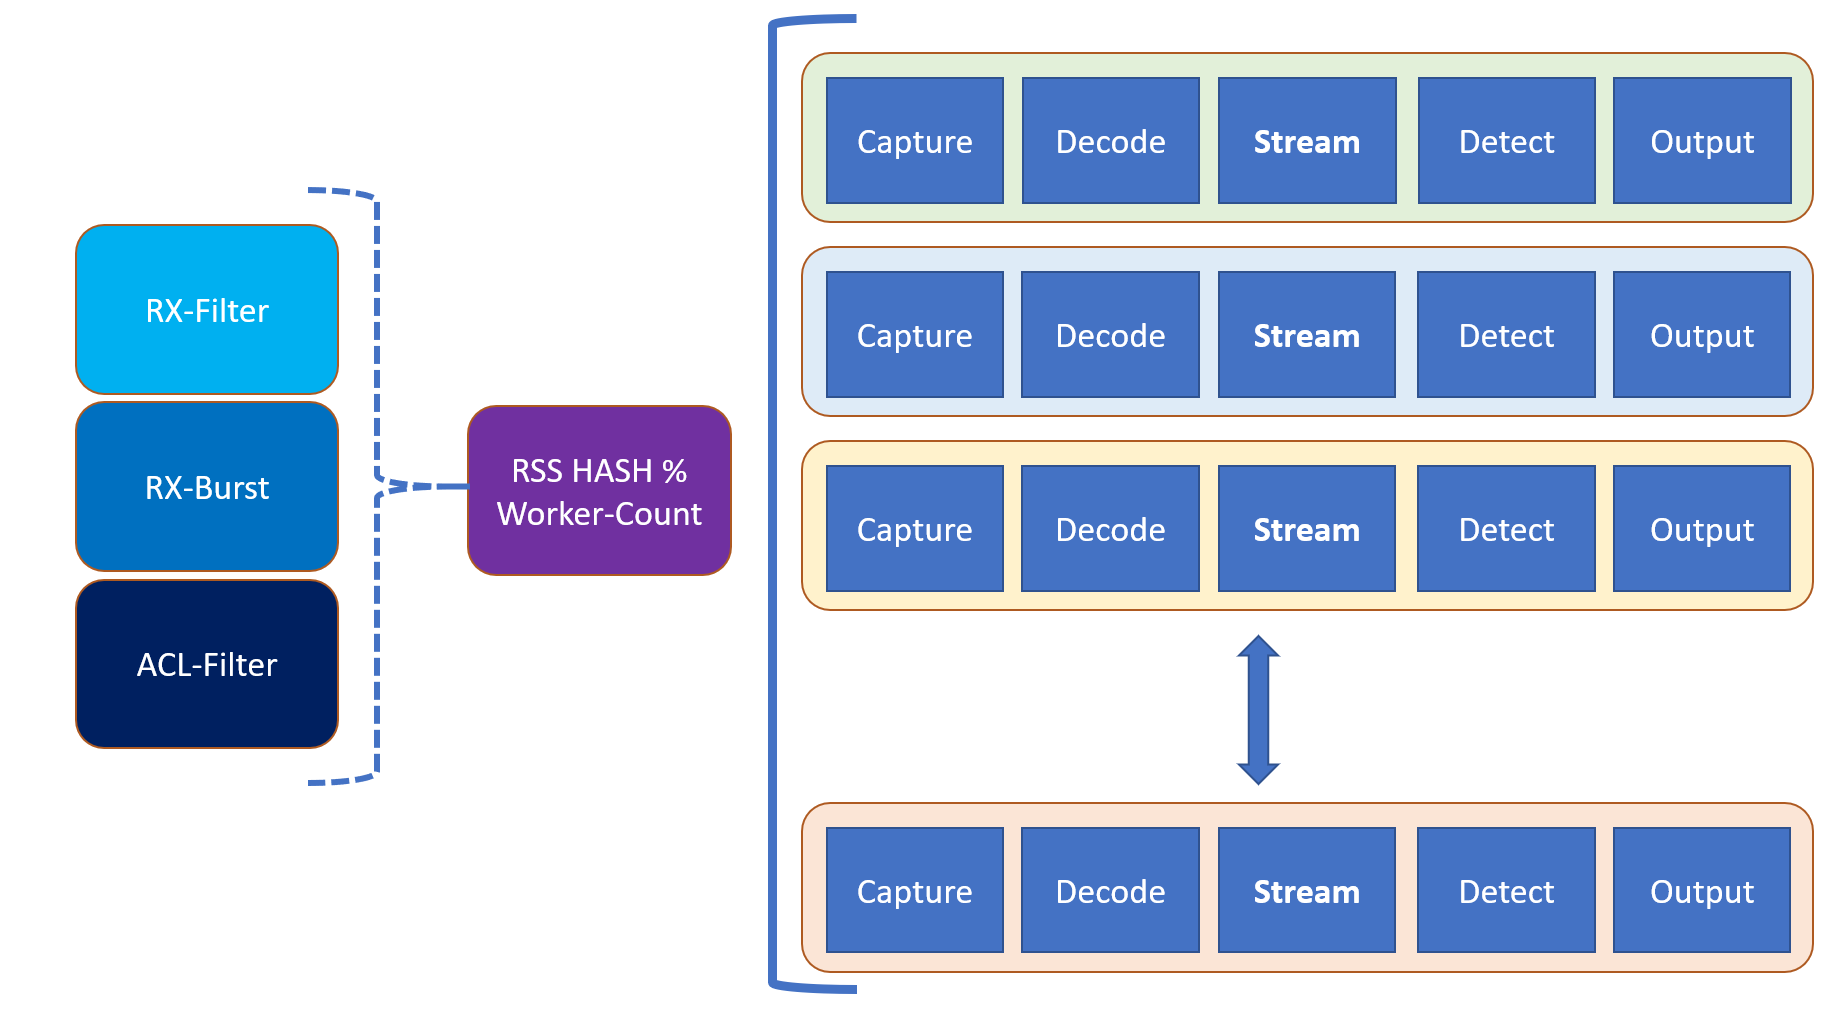 RX-Filter
RX-Burst
ACL-Filter
RSS HASH %
Worker-Count
Capture Decode Stream Detect Output
Capture Decode Stream Detect Output
Capture Decode Stream Detect Output
Capture Decode Stream Detect Output